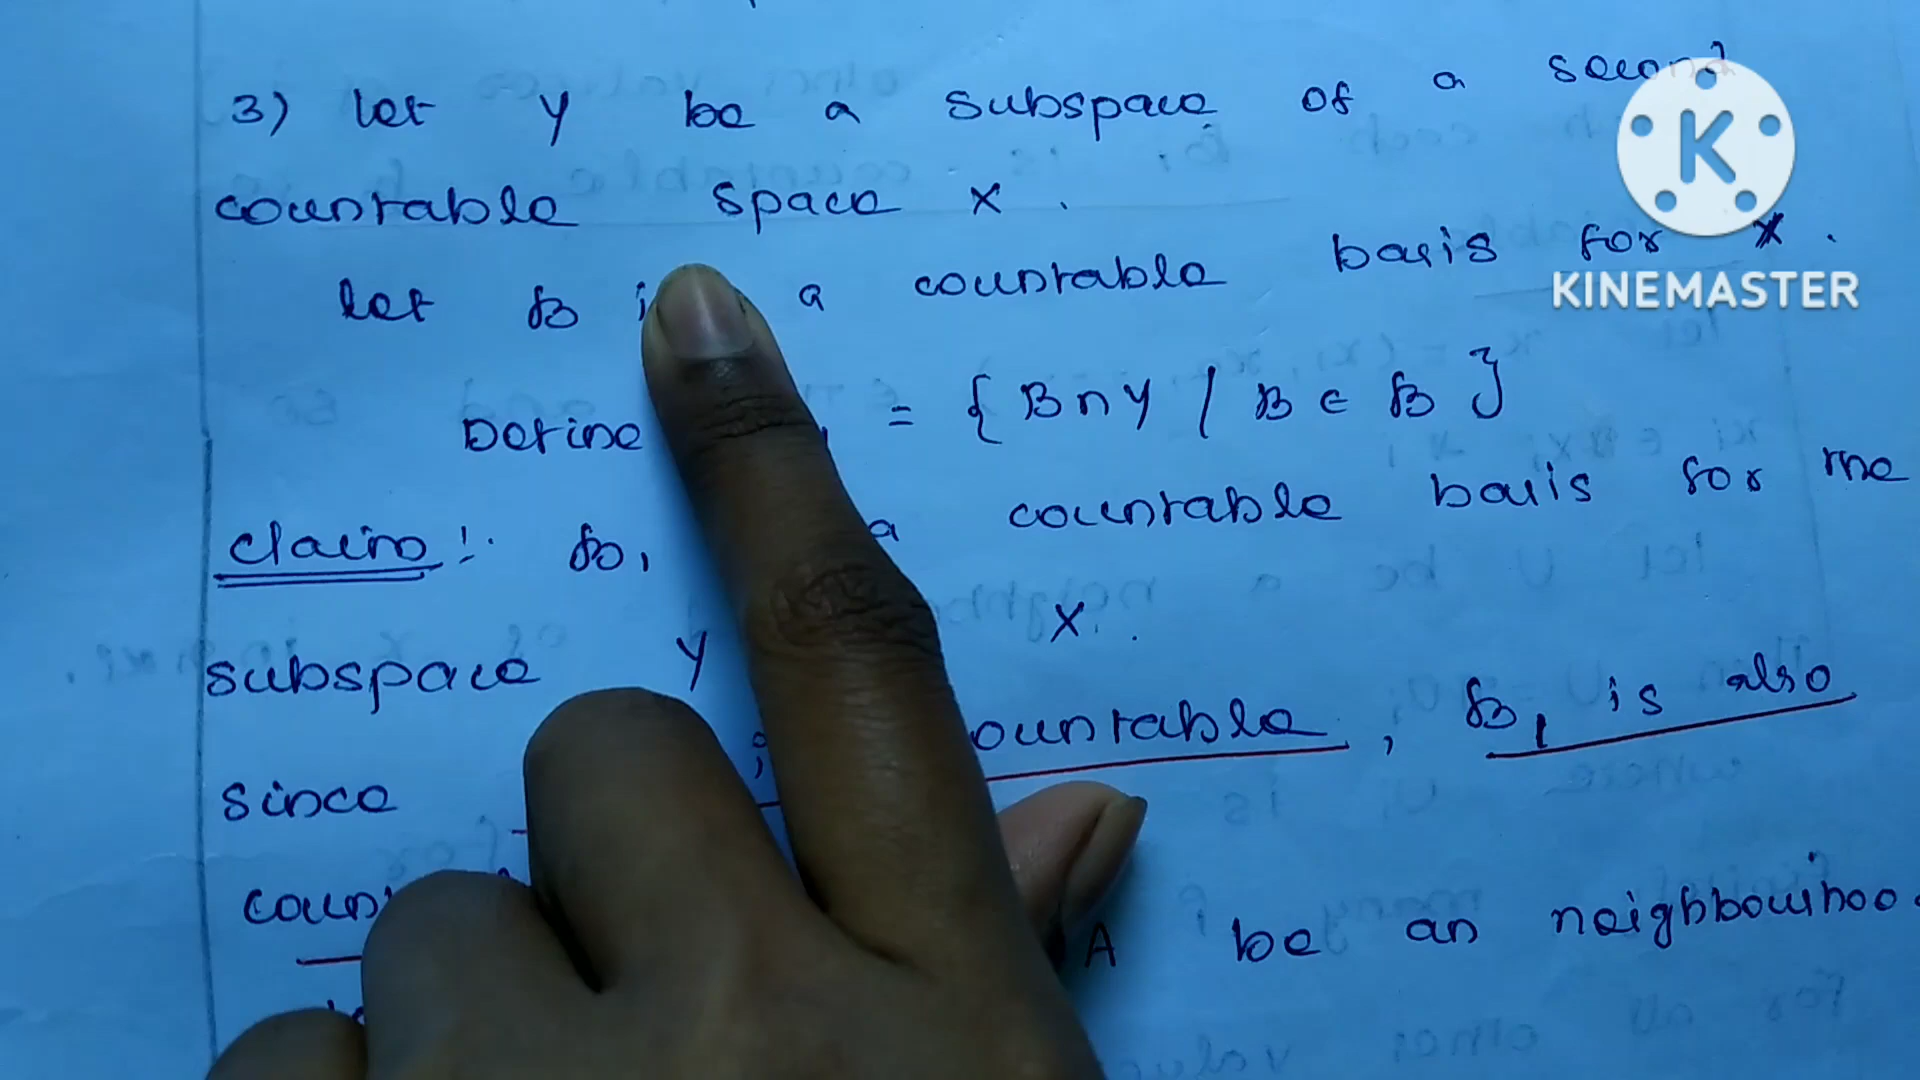 3) let Y be a subspace of a second
countable space X.
let B a countable basis for X.
Define = { B∩Y / B ∈ B }
claim:- B1 a countable basis for the
subspace Y X.
since countable, B1 is also
A be an neighbourhood
KINEMASTER